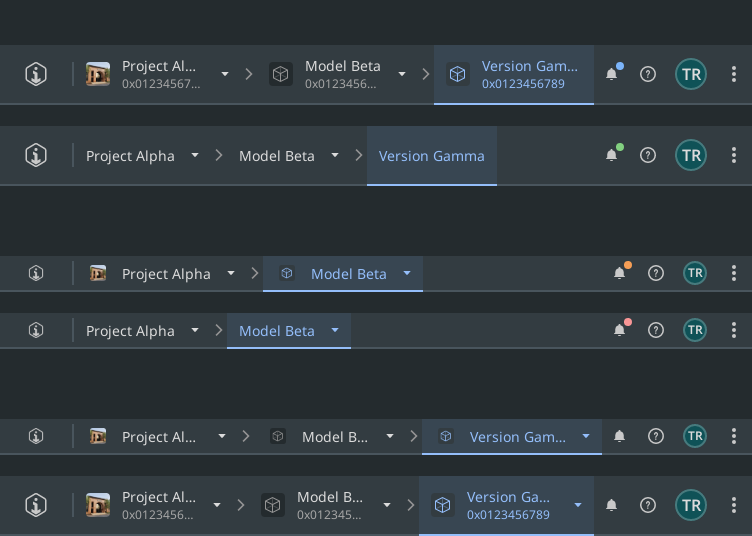 Project Al... Model Beta Version Gam... TR
0x01234567... 0x0123456... 0x0123456789
Project Alpha Model Beta Version Gamma TR
Project Alpha Model Beta TR
Project Alpha Model Beta TR
Project Al... Model B... Version Gam... TR
Project Al... Model B... Version Ga... TR
0x0123456... 0x012345... 0x0123456789